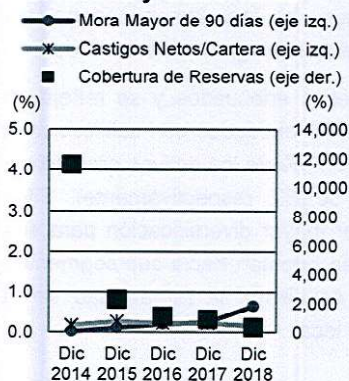 Mora Mayor de 90 días (eje izq.)
Castigos Netos/Cartera (eje izq.)
Cobertura de Reservas (eje der.)
(%) (%)
5.0 14,000
12,000
4.0
10,000
3.0 8,000
2.0 6,000
4,000
1.0
2,000
0.0 0
Dic Dic Dic Dic Dic
2014 2015 2016 2017 2018